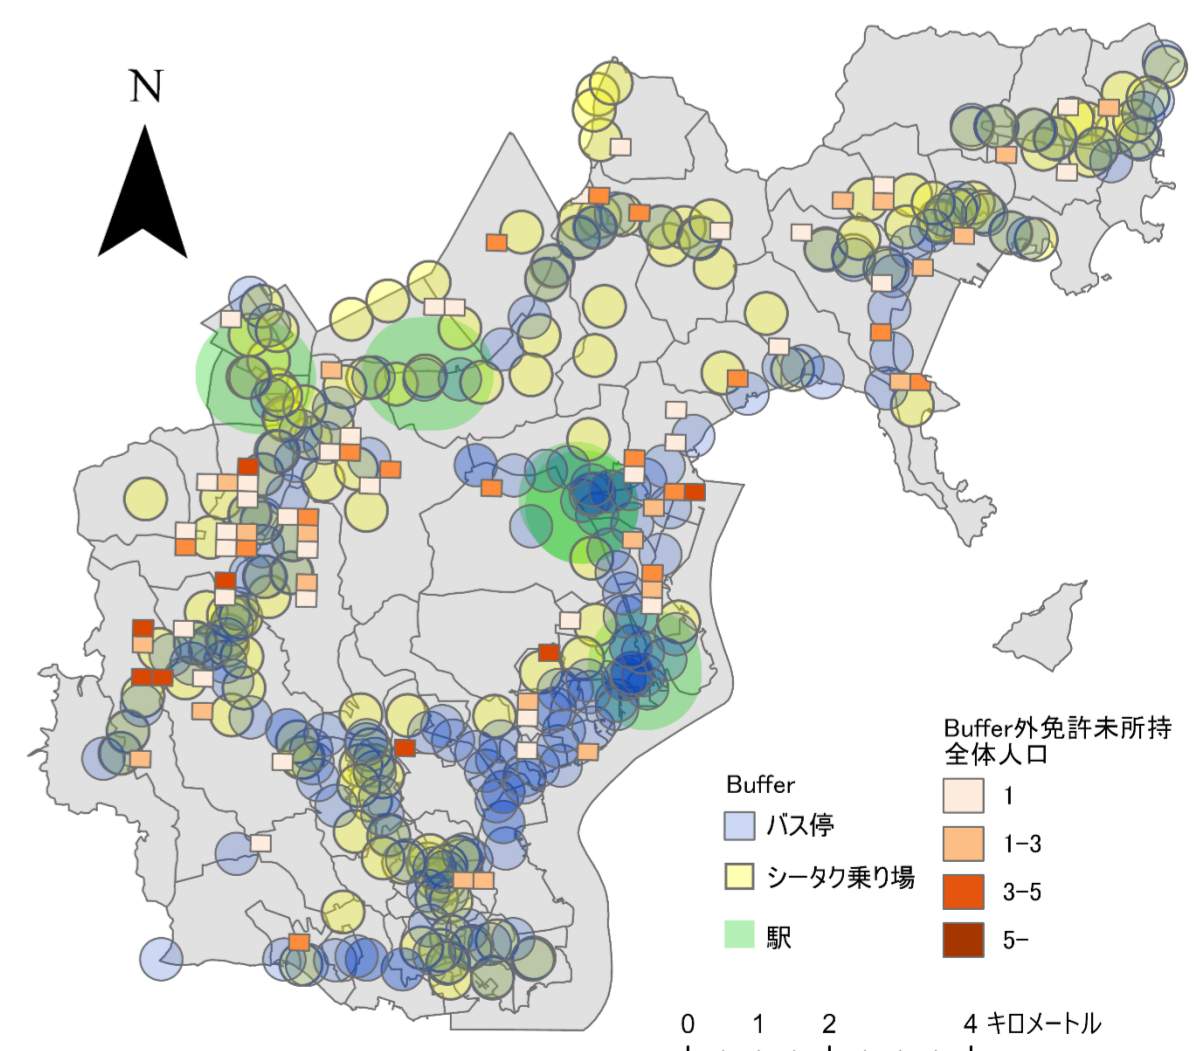 N
Buffer
バス停
シータク乗り場
駅
Buffer外免許未所持
全体人口
1
1-3
3-5
5-
0 1 2 4 キロメートル